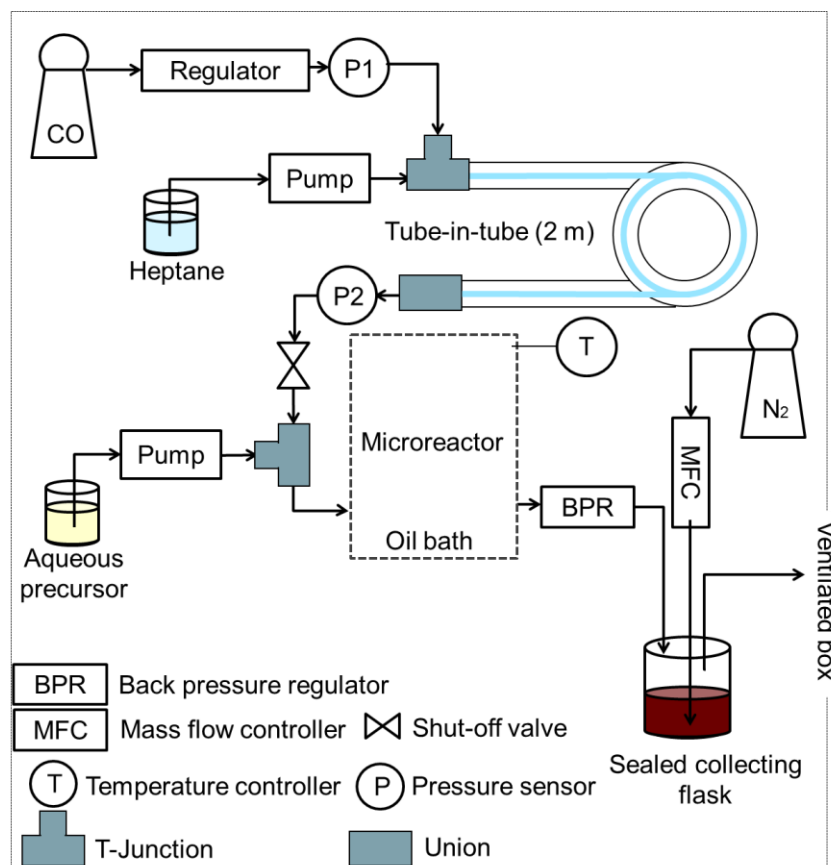 CO
Regulator
P1
Pump
Heptane
Tube-in-tube (2 m)
P2
T
N₂
Microreactor
MFC
Pump
BPR
Oil bath
Aqueous
precursor
Ventilated box
BPR Back pressure regulator
MFC Mass flow controller Shut-off valve
T Temperature controller P Pressure sensor
Sealed collecting
flask
T-Junction Union